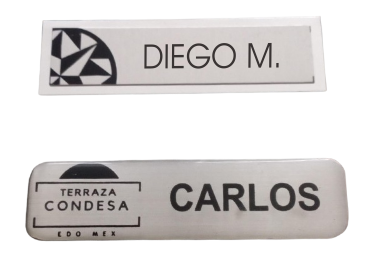 DIEGO M.
TERRAZA
CONDESA
EDO MEX
CARLOS